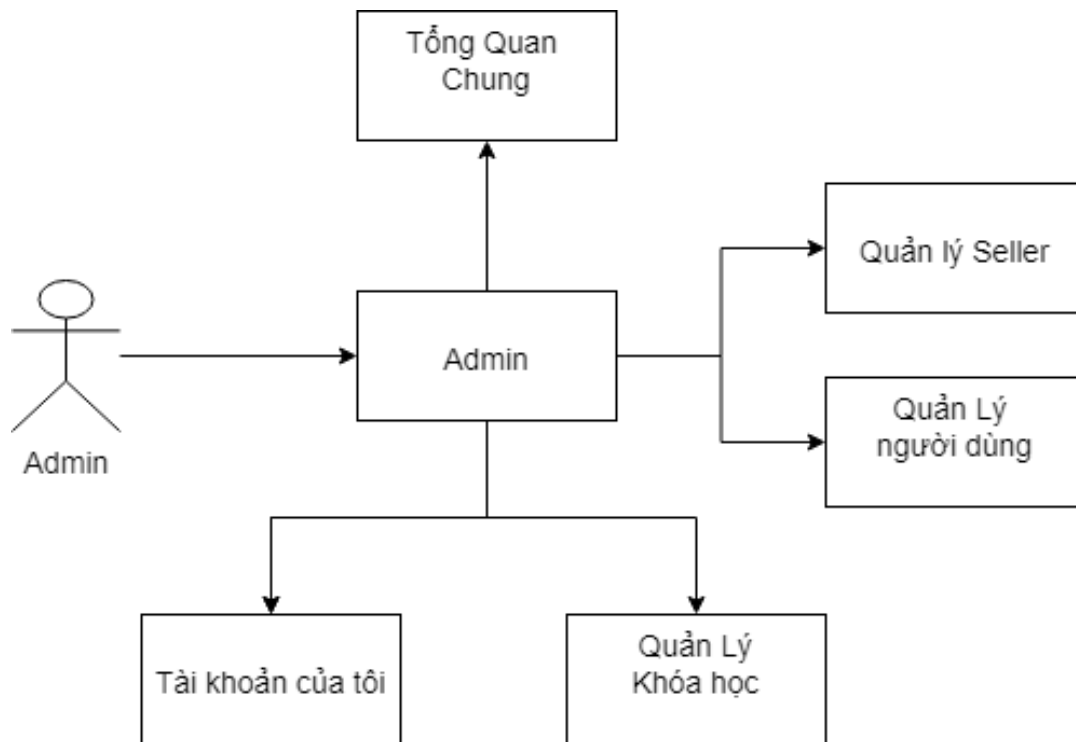 Tổng Quan
Chung
Quản lý Seller
Admin
Quản Lý
người dùng
Admin
Tài khoản của tôi
Quản Lý
Khóa học